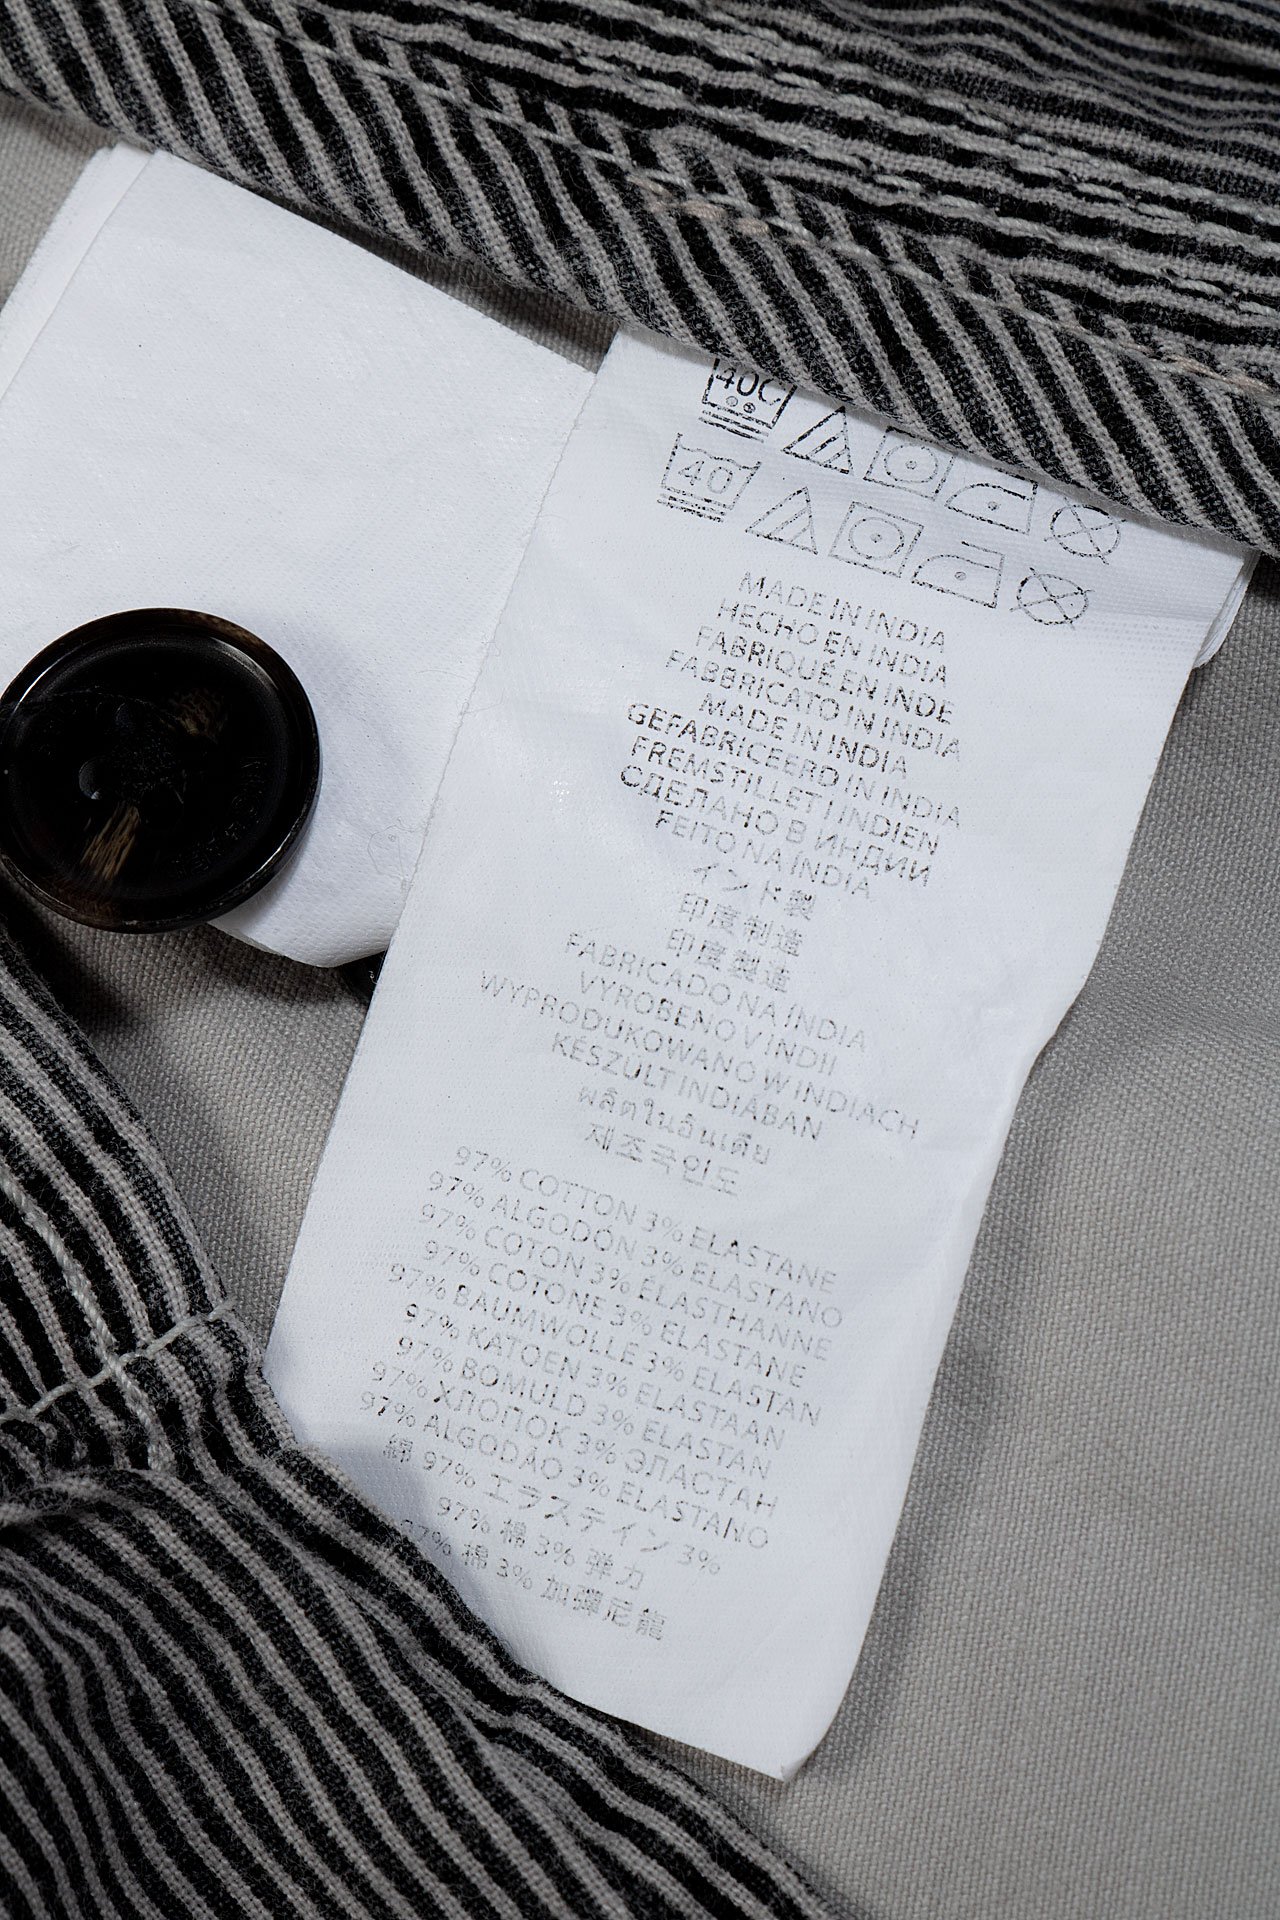 40C
40
MADE IN INDIA
HECHO EN INDIA
FABRIQUÉ EN INDE
FABBRICATO IN INDIA
MADE IN INDIA
GEFABRICEERD IN INDIA
FREMSTILLET I INDIEN
СДЕЛАНО В ИНДИИ
FEITO NA INDIA
インド製
印度制造
印度製造
FABRICADO NA INDIA
VYROBENO V INDII
WYPRODUKOWANO W INDIACH
KÉSZÜLT INDIÁBAN
ผลิตในอินเดีย
제조국인도
97% COTTON 3% ELASTANE
97% ALGODÓN 3% ELASTANO
97% COTON 3% ÉLASTHANNE
97% COTONE 3% ELASTANE
97% BAUMWOLLE 3% ELASTAN
97% KATOEN 3% ELASTAAN
97% BOMULD 3% ELASTAN
97% ХЛОПОК 3% ЭЛАСТАН
97% ALGODÃO 3% ELASTANO
綿 97% エラスティン 3%
97% 棉 3% 弹力
97% 棉 3% 加彈尼龍